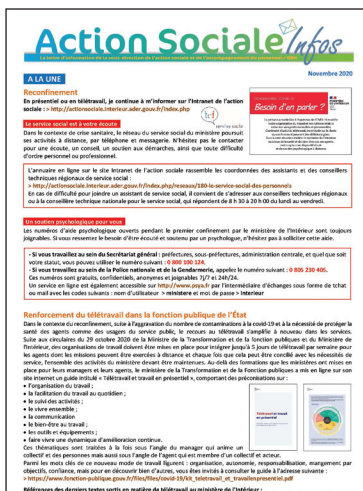 Action Sociale Infos
La lettre d'information de la sous-direction de l'action sociale et de l'accompagnement du personnel / DRH
A LA UNE
Novembre 2020
Reconfinement
En présentiel ou en télétravail, je continue à m'informer sur l'intranet de l'action
sociale : > http://actionsociale.interieur.ader.gouv.fr/index.php
Besoin d'en parler ?
Le service social est à votre écoute
service sociale
Dans le contexte de crise sanitaire, le réseau du service social du ministère poursuit
ses activités à distance, par téléphone et messagerie. N'hésitez pas le contacter
pour une écoute, un conseil, un soutien aux démarches, ainsi que toute difficulté
d'ordre personnel ou professionnel.
L'annuaire en ligne sur le site Intranet de l'action sociale rassemble les coordonnées des assistants et des conseillers
techniques régionaux de service social :
> http://actionsociale.interieur.ader.gouv.fr/index.php/reseaux/180-le-service-social-des-personnels
En cas de difficulté pour joindre un assistant de service social, il convient de s'adresser aux conseillers techniques régionaux
ou à la conseillère technique nationale pour le service social, qui répondent de 8 h 30 à 20 h 00 du lundi au vendredi.
Un soutien psychologique pour vous
Les numéros d'aide psychologique ouverts pendant le premier confinement par le ministère de l'Intérieur sont toujours
joignables. Si vous ressentez le besoin d'être écouté et soutenu par un psychologue, n'hésitez pas à solliciter cette aide.
- Si vous travaillez au sein du Secrétariat général : préfectures, sous-préfectures, administration centrale, et quel que soit
votre statut, vous pouvez utiliser le numéro suivant : 0 800 100 124.
- Si vous travaillez au sein de la Police nationale et de la Gendarmerie, appelez le numéro suivant : 0 805 230 405.
Ces numéros sont gratuits, confidentiels, anonymes et joignables 7j/7 et 24h/24.
Un service en ligne est également accessible sur http://www.psya.fr par l'intermédiaire d'échanges sous forme de tchat
ou mail avec les codes suivants : nom d'utilisateur > ministere et mot de passe > interieur
Renforcement du télétravail dans la fonction publique de l'État
Dans le contexte du reconfinement, suite à l'augmentation du nombre de contaminations à la covid-19 et à la nécessité de protéger la
santé des agents comme des usagers du service public, le recours au télétravail s'amplifie à nouveau dans les services.
Suite aux circulaires du 29 octobre 2020 de la Ministre de la Transformation et de la Fonction publiques et du Ministre de
l'Intérieur, des organisations de travail doivent être mises en place pour intégrer jusqu'à 5 jours de télétravail par semaine pour
les agents dont les missions peuvent être exercées à distance et chaque fois que cela peut être concilié avec les nécessités de
service, l'ensemble des activités du ministère devant être maintenues. Au-delà des formations que les ministères ont mises en
place pour leurs managers et leurs agents, le ministère de la Transformation et de la Fonction publiques a mis en ligne sur son
site internet un guide intitulé « Télétravail et travail en présentiel », comportant des préconisations sur :
• l'organisation du travail ;
• la facilitation du travail au quotidien ;
• le suivi des activités ;
• le vivre ensemble ;
• la communication
• le bien-être au travail ;
• les outils et équipements ;
• faire vivre une dynamique d'amélioration continue.
Télétravail et travail en présentiel
Ces thématiques sont traitées à la fois sous l'angle du manager qui anime un
collectif et des personnes mais aussi sous l'angle de l'agent qui est membre d'un collectif et acteur.
Parmi les mots clés de ce nouveau mode de travail figurent : organisation, autonomie, responsabilisation, management par
objectifs, confiance, mais pour en découvrir bien d'autres, vous êtes invités à consulter le guide à l'adresse suivante :
> https://www.fonction-publique.gouv.fr/files/files/covid-19/kit_teletravail_et_travailenpresentiel.pdf
Références des derniers textes sortis en matière de télétravail au ministère de l'Intérieur :